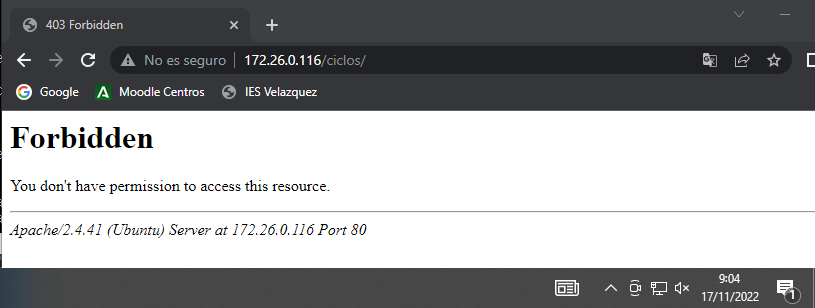 403 Forbidden
No es seguro 172.26.0.116/ciclos/
Google Moodle Centros IES Velazquez
Forbidden
You don't have permission to access this resource.
Apache/2.4.41 (Ubuntu) Server at 172.26.0.116 Port 80
9:04
17/11/2022
1